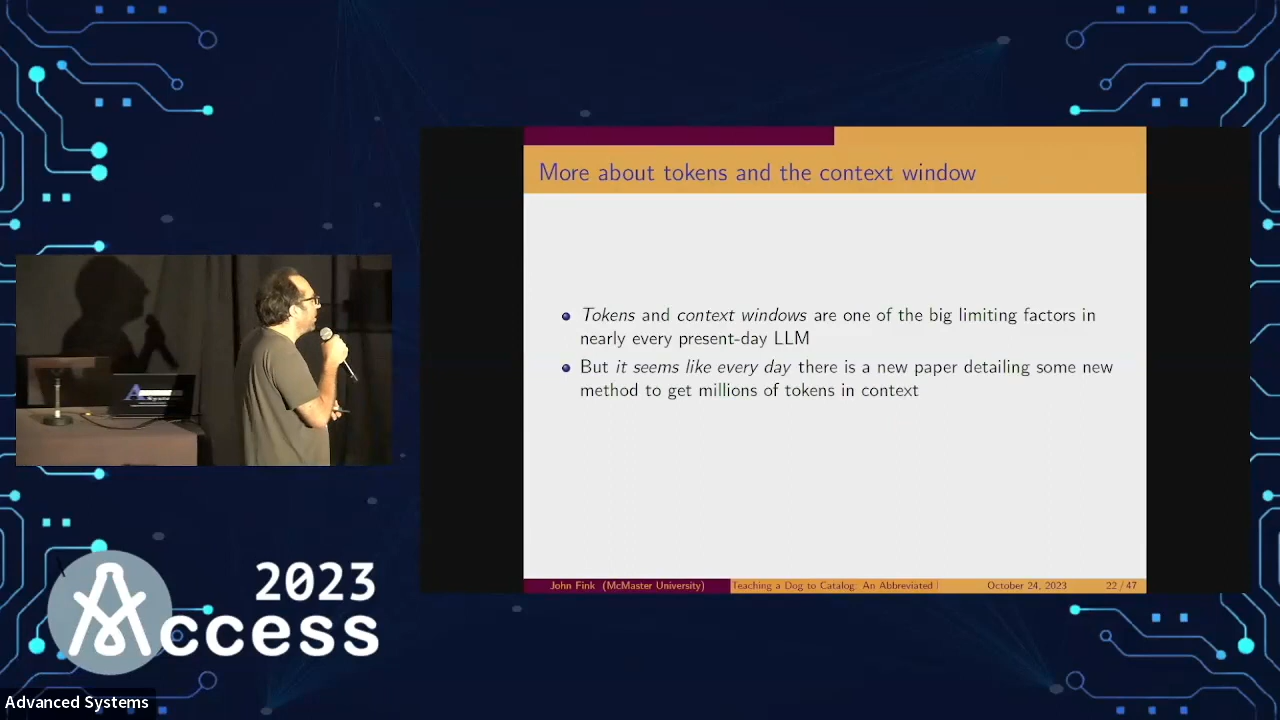 More about tokens and the context window
Tokens and context windows are one of the big limiting factors in
nearly every present-day LLM
But it seems like every day there is a new paper detailing some new
method to get millions of tokens in context
John Fink (McMaster University)
Teaching a Dog to Catalog: An Abbreviated
October 24, 2023
22 / 47
2023
Access
Advanced Systems